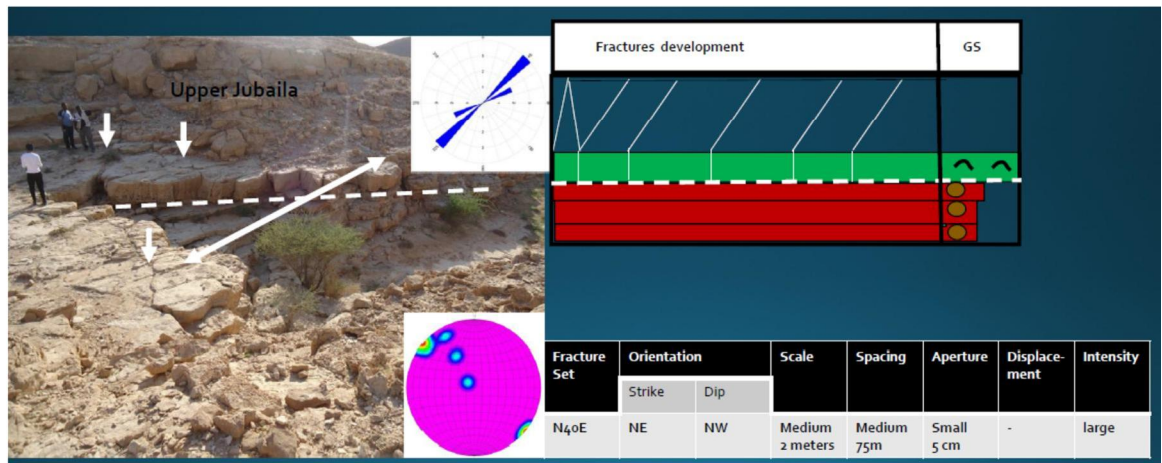 Upper Jubaila
Fractures development GS
Fracture Set Orientation Scale Spacing Aperture Displace-ment Intensity
Strike Dip
N40E NE NW Medium 2 meters Medium 75m Small 5 cm - large